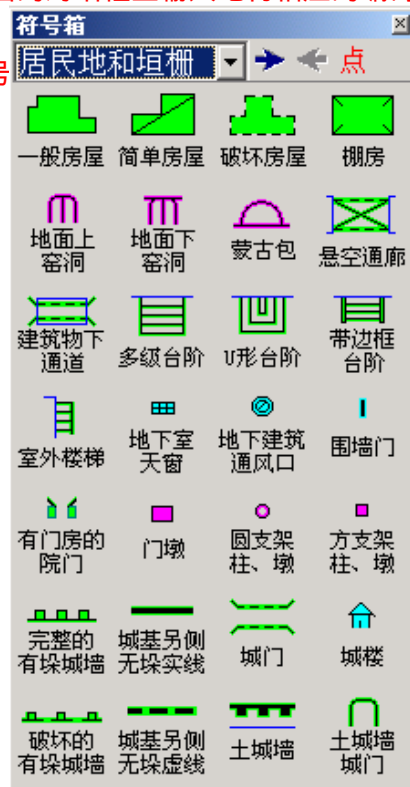 符号箱
居民地和垣栅 点
号
一般房屋 简单房屋 破坏房屋 棚房
地面上 地面下 蒙古包 悬空通廊
窑洞 窑洞
建筑物下 多级台阶 U形台阶 带边框
通道 台阶
室外楼梯 地下室 地下建筑 围墙门
天窗 通风口
有门房的 门墩 圆支架 方支架
院门 柱、墩 柱、墩
完整的 城基另侧 城门 城楼
有垛城墙 无垛实线
破坏的 城基另侧 土城墙 土城墙
有垛城墙 无垛虚线 城门